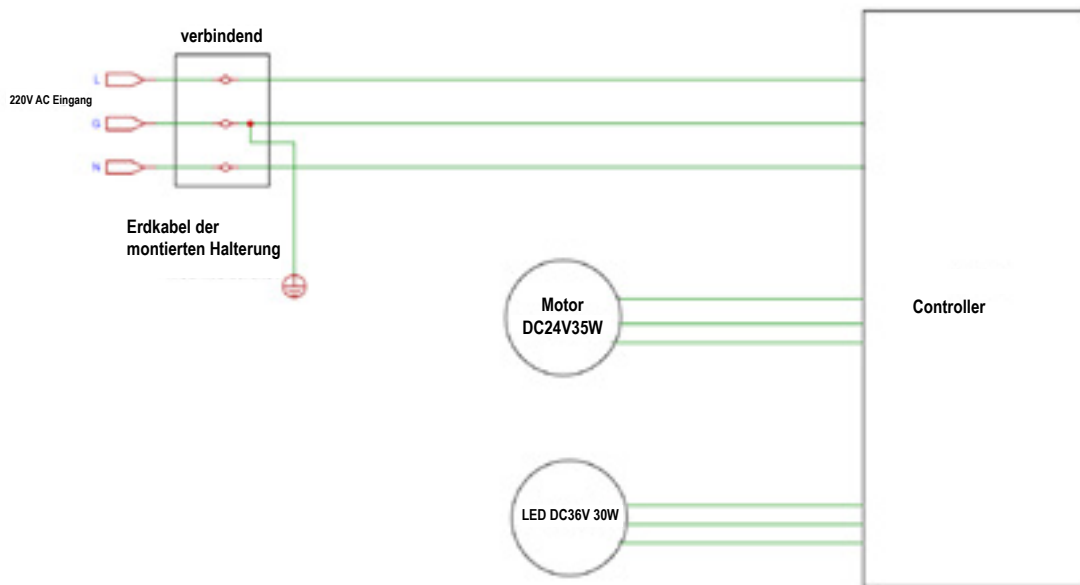 verbindend
L
220V AC Eingang
G
N
Erdkabel der
montierten Halterung
Motor
DC24V35W
Controller
LED DC36V 30W